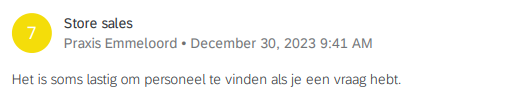 7
Store sales
Praxis Emmeloord • December 30, 2023 9:41 AM
Het is soms lastig om personeel te vinden als je een vraag hebt.